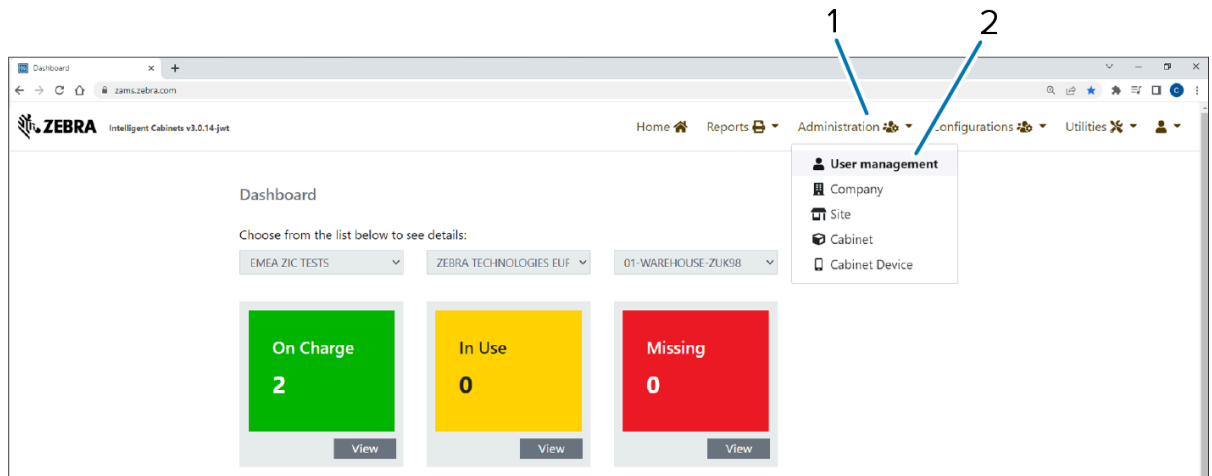 1 2
Dashboard
zams.zebra.com
ZEBRA Intelligent Cabinets v3.0.14-jwt
Home Reports Administration onfigurations Utilities
User management
Company
Site
Cabinet
Cabinet Device
Dashboard
Choose from the list below to see details:
EMEA ZIC TESTS ZEBRA TECHNOLOGIES EUF 01-WAREHOUSE-ZUK98
On Charge In Use Missing
2 0 0
View View View